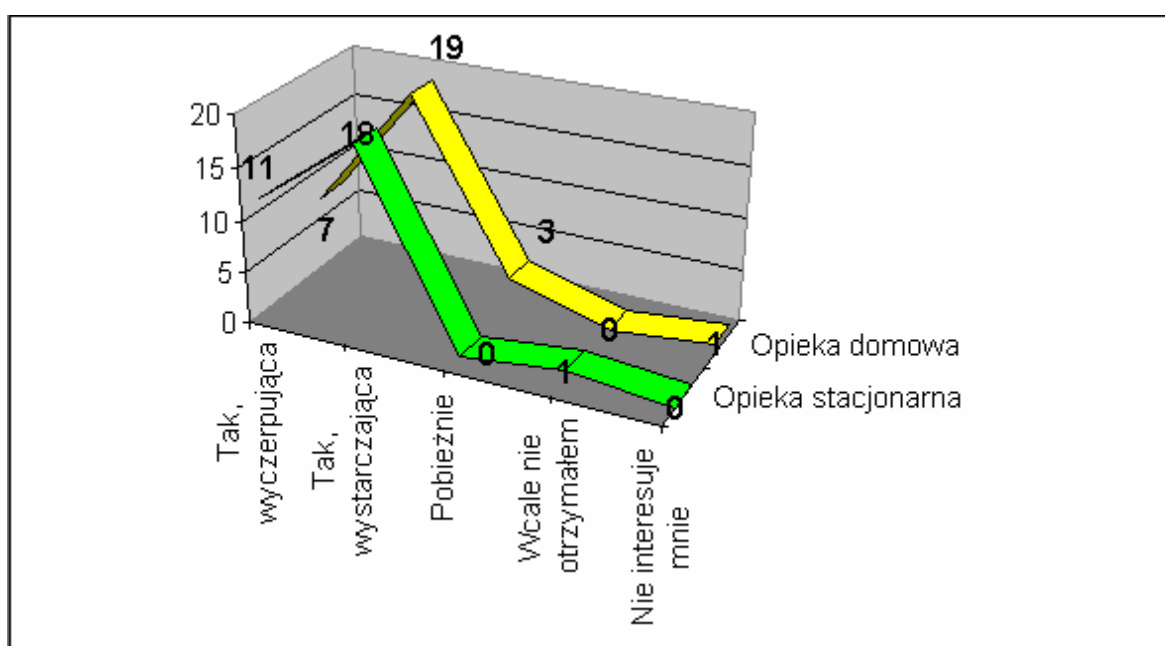 20
15
10
5
0
11
18
19
7
3
0
1
0
1
0
Opieka domowa
Opieka stacjonarna
Tak,
wyczerpująca
Tak,
wystarczająca
Pobieżnie
Wcale nie
otrzymałem
Nie interesuje
mnie